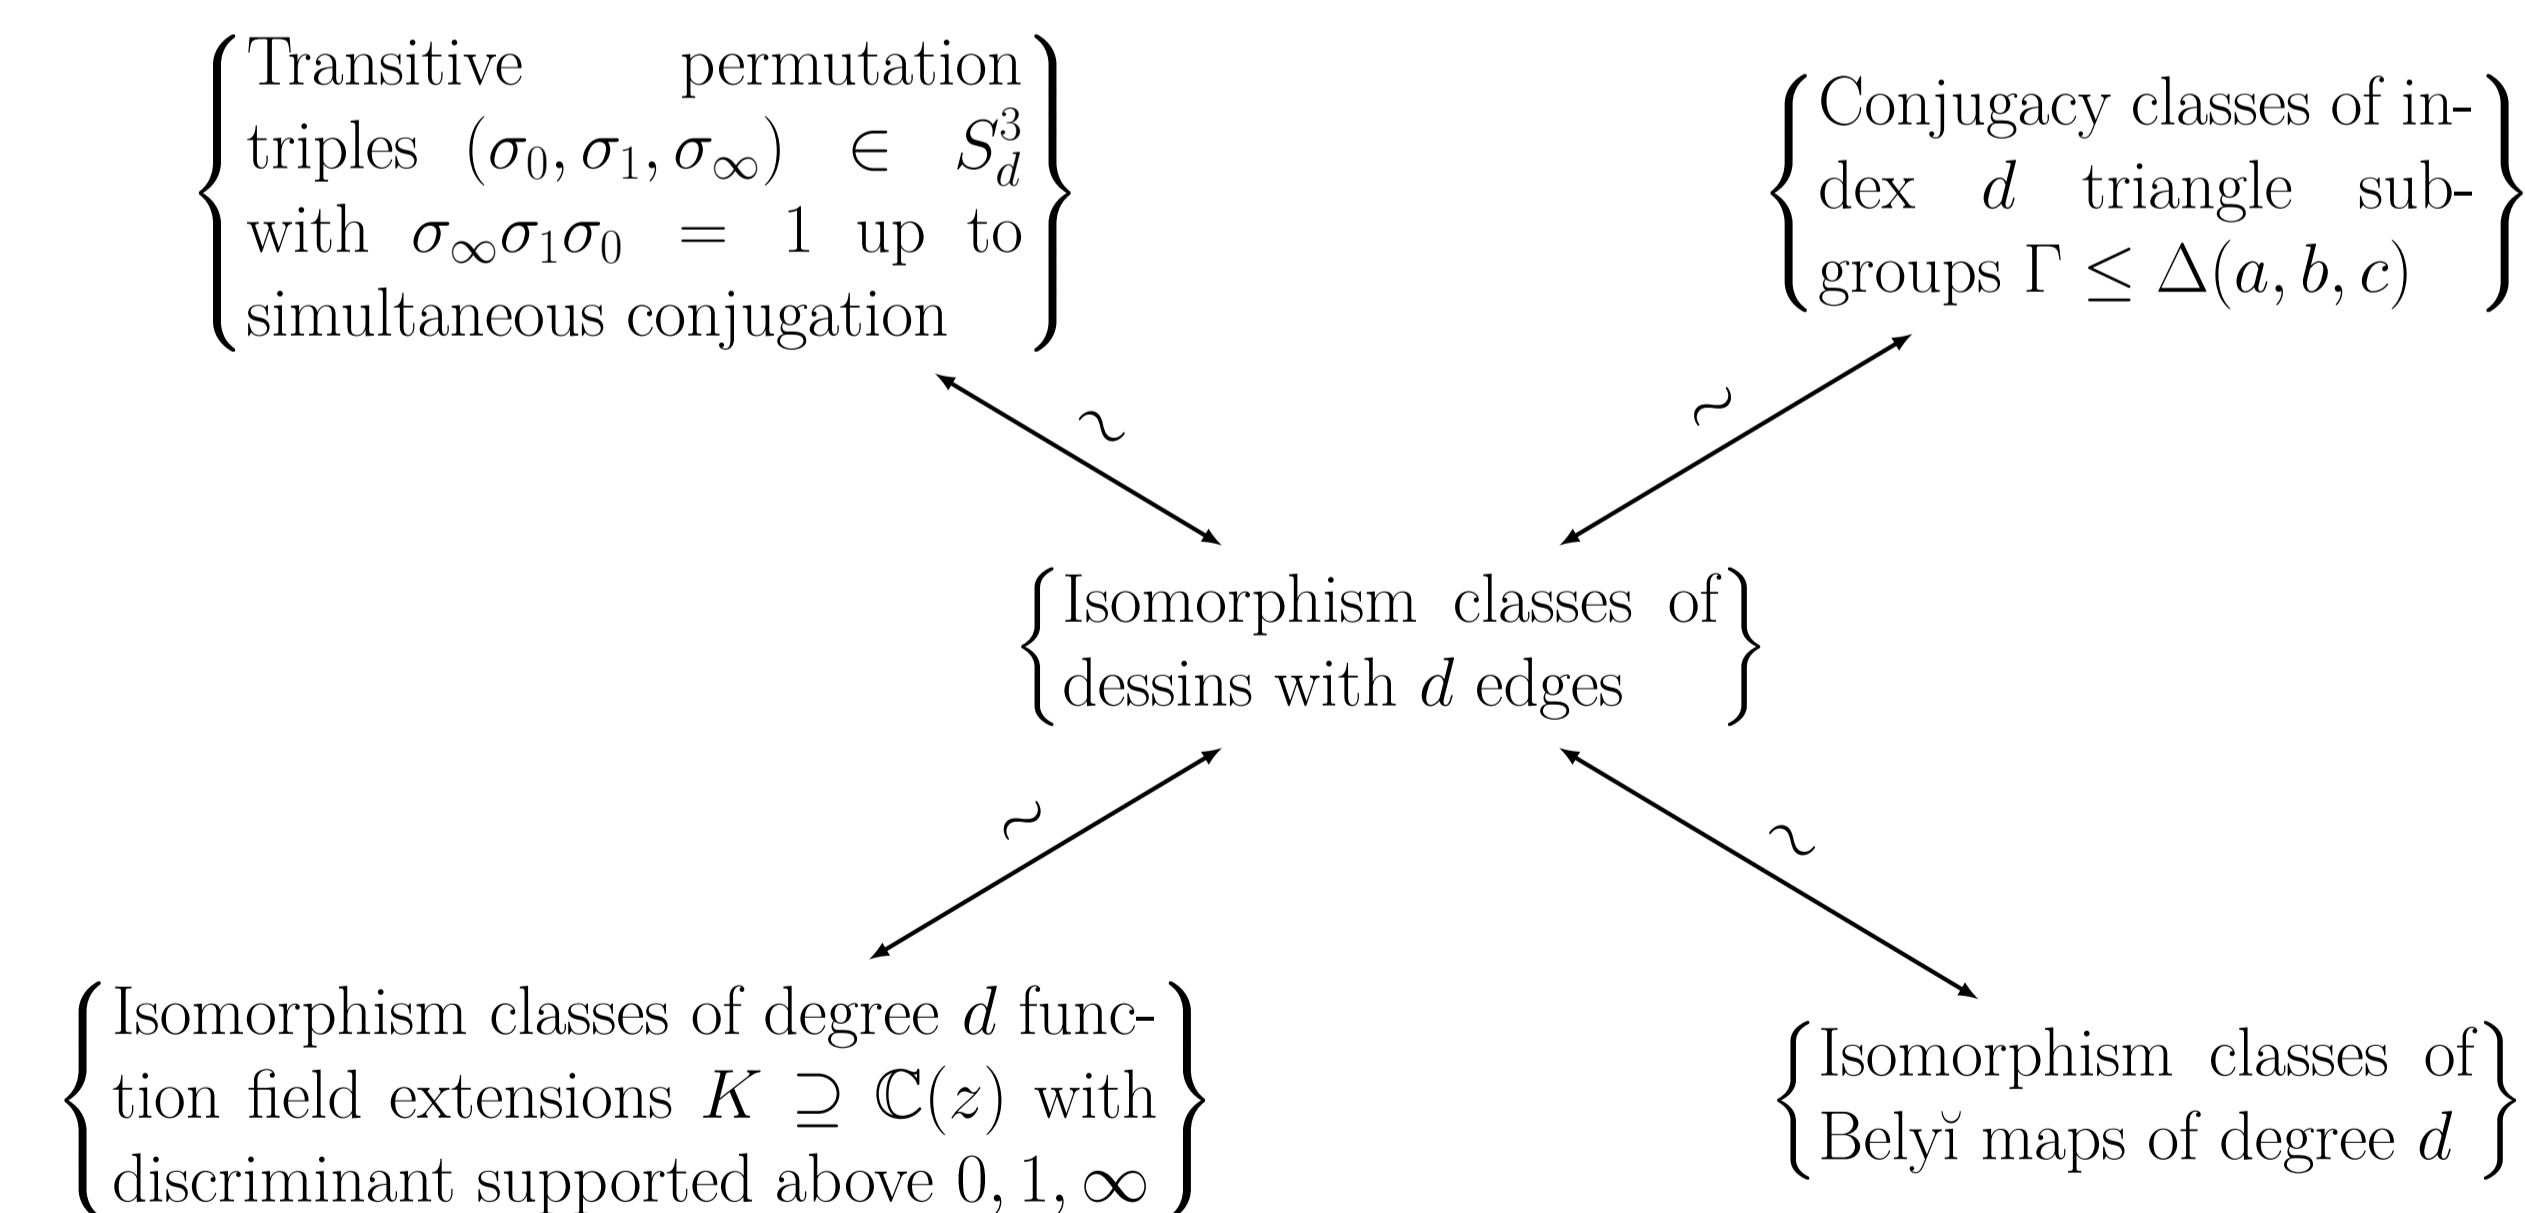 Transitive permutation
triples (σ₀, σ₁, σ∞) ∈ S_d^3
with σ∞σ₁σ₀ = 1 up to
simultaneous conjugation
Conjugacy classes of in-
dex d triangle sub-
groups Γ ≤ Δ(a, b, c)
∼
∼
Isomorphism classes of
dessins with d edges
∼
∼
Isomorphism classes of degree d func-
tion field extensions K ⊇ ℂ(z) with
discriminant supported above 0, 1, ∞
Isomorphism classes of
Belyĭ maps of degree d